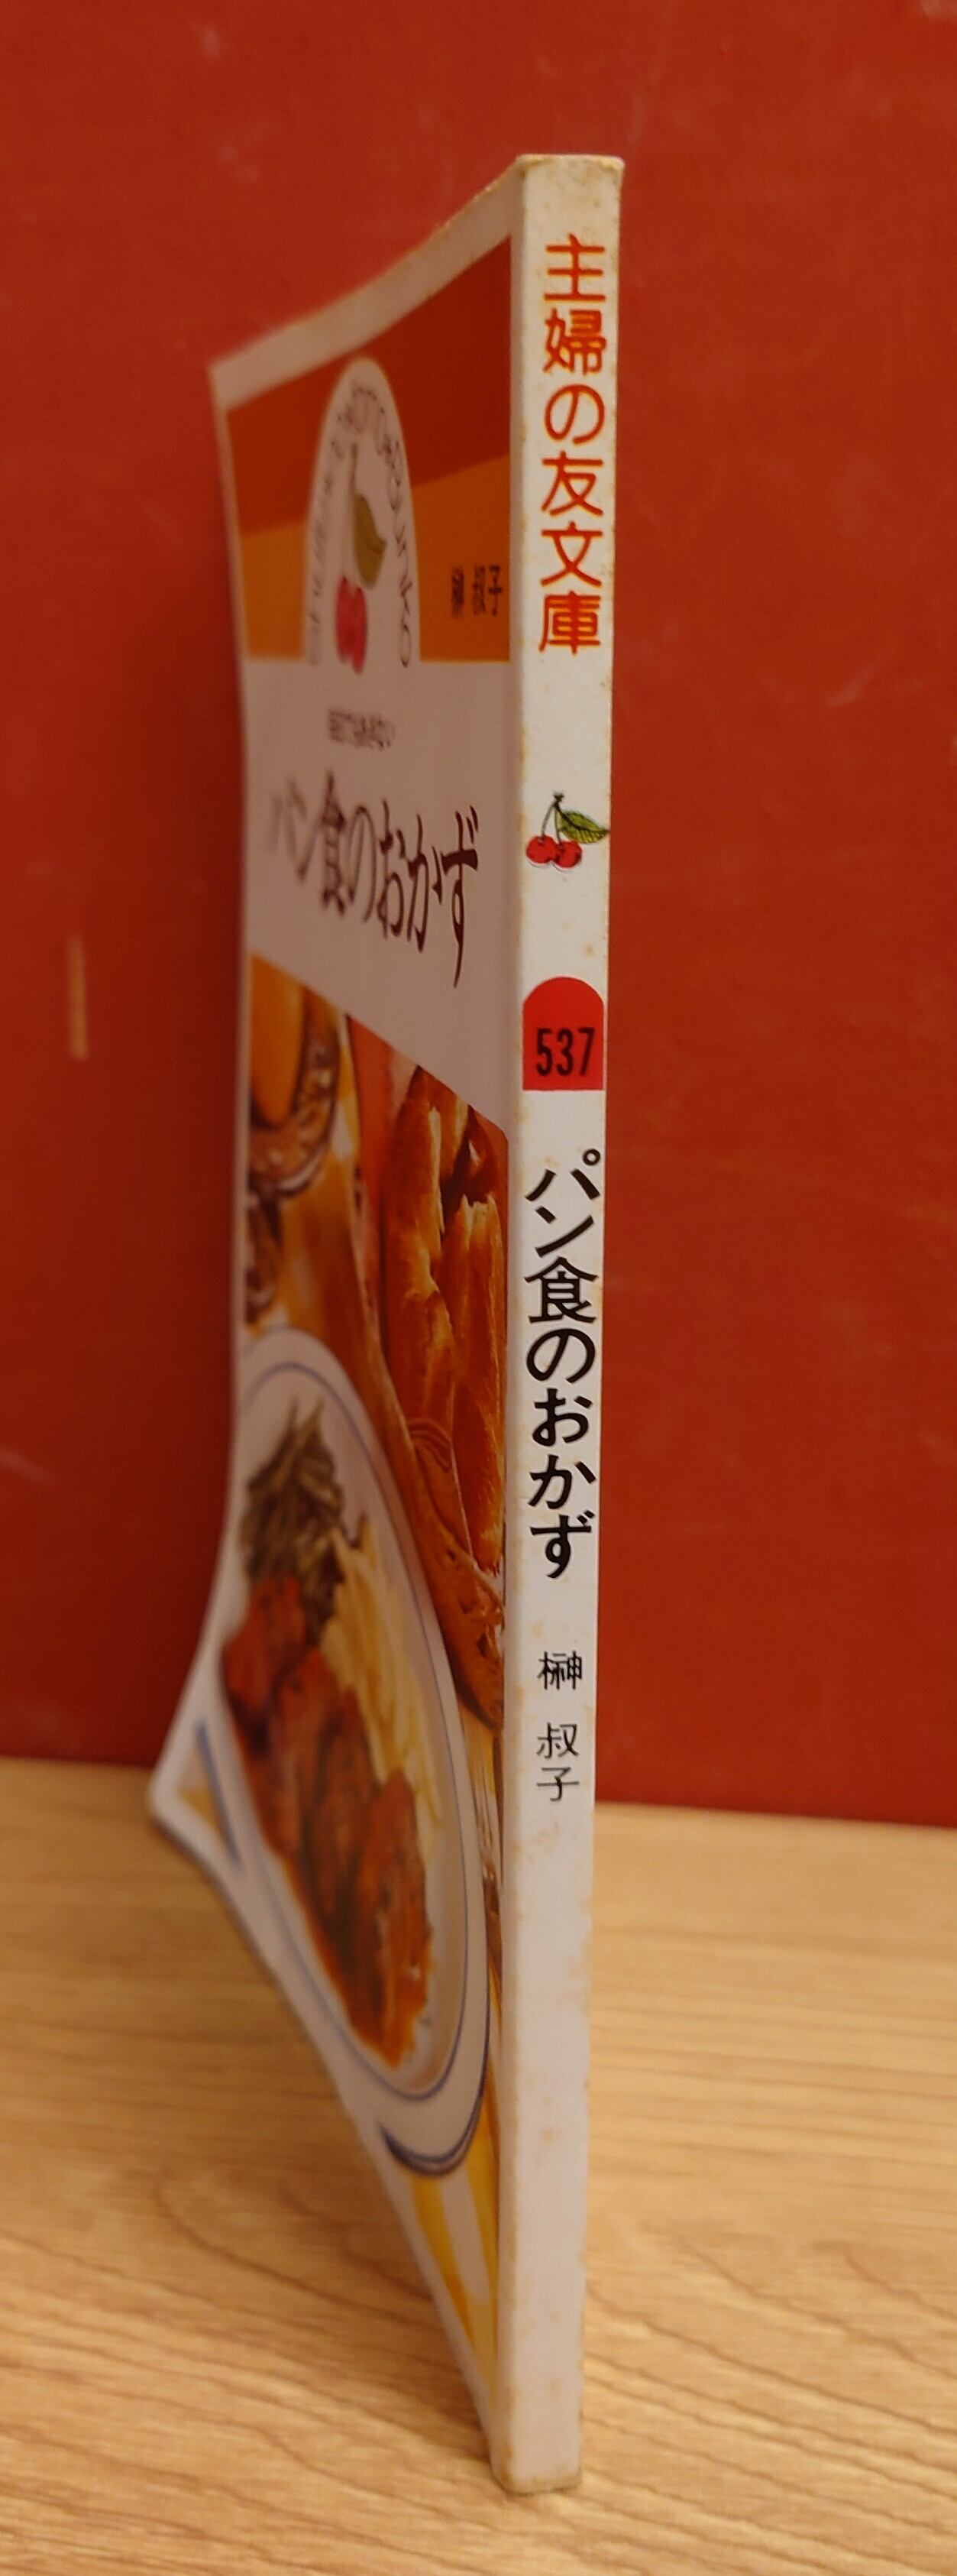 主婦の友文庫
537
パン食のおかず
榊 叔子
榊 叔子
パン食のおかず